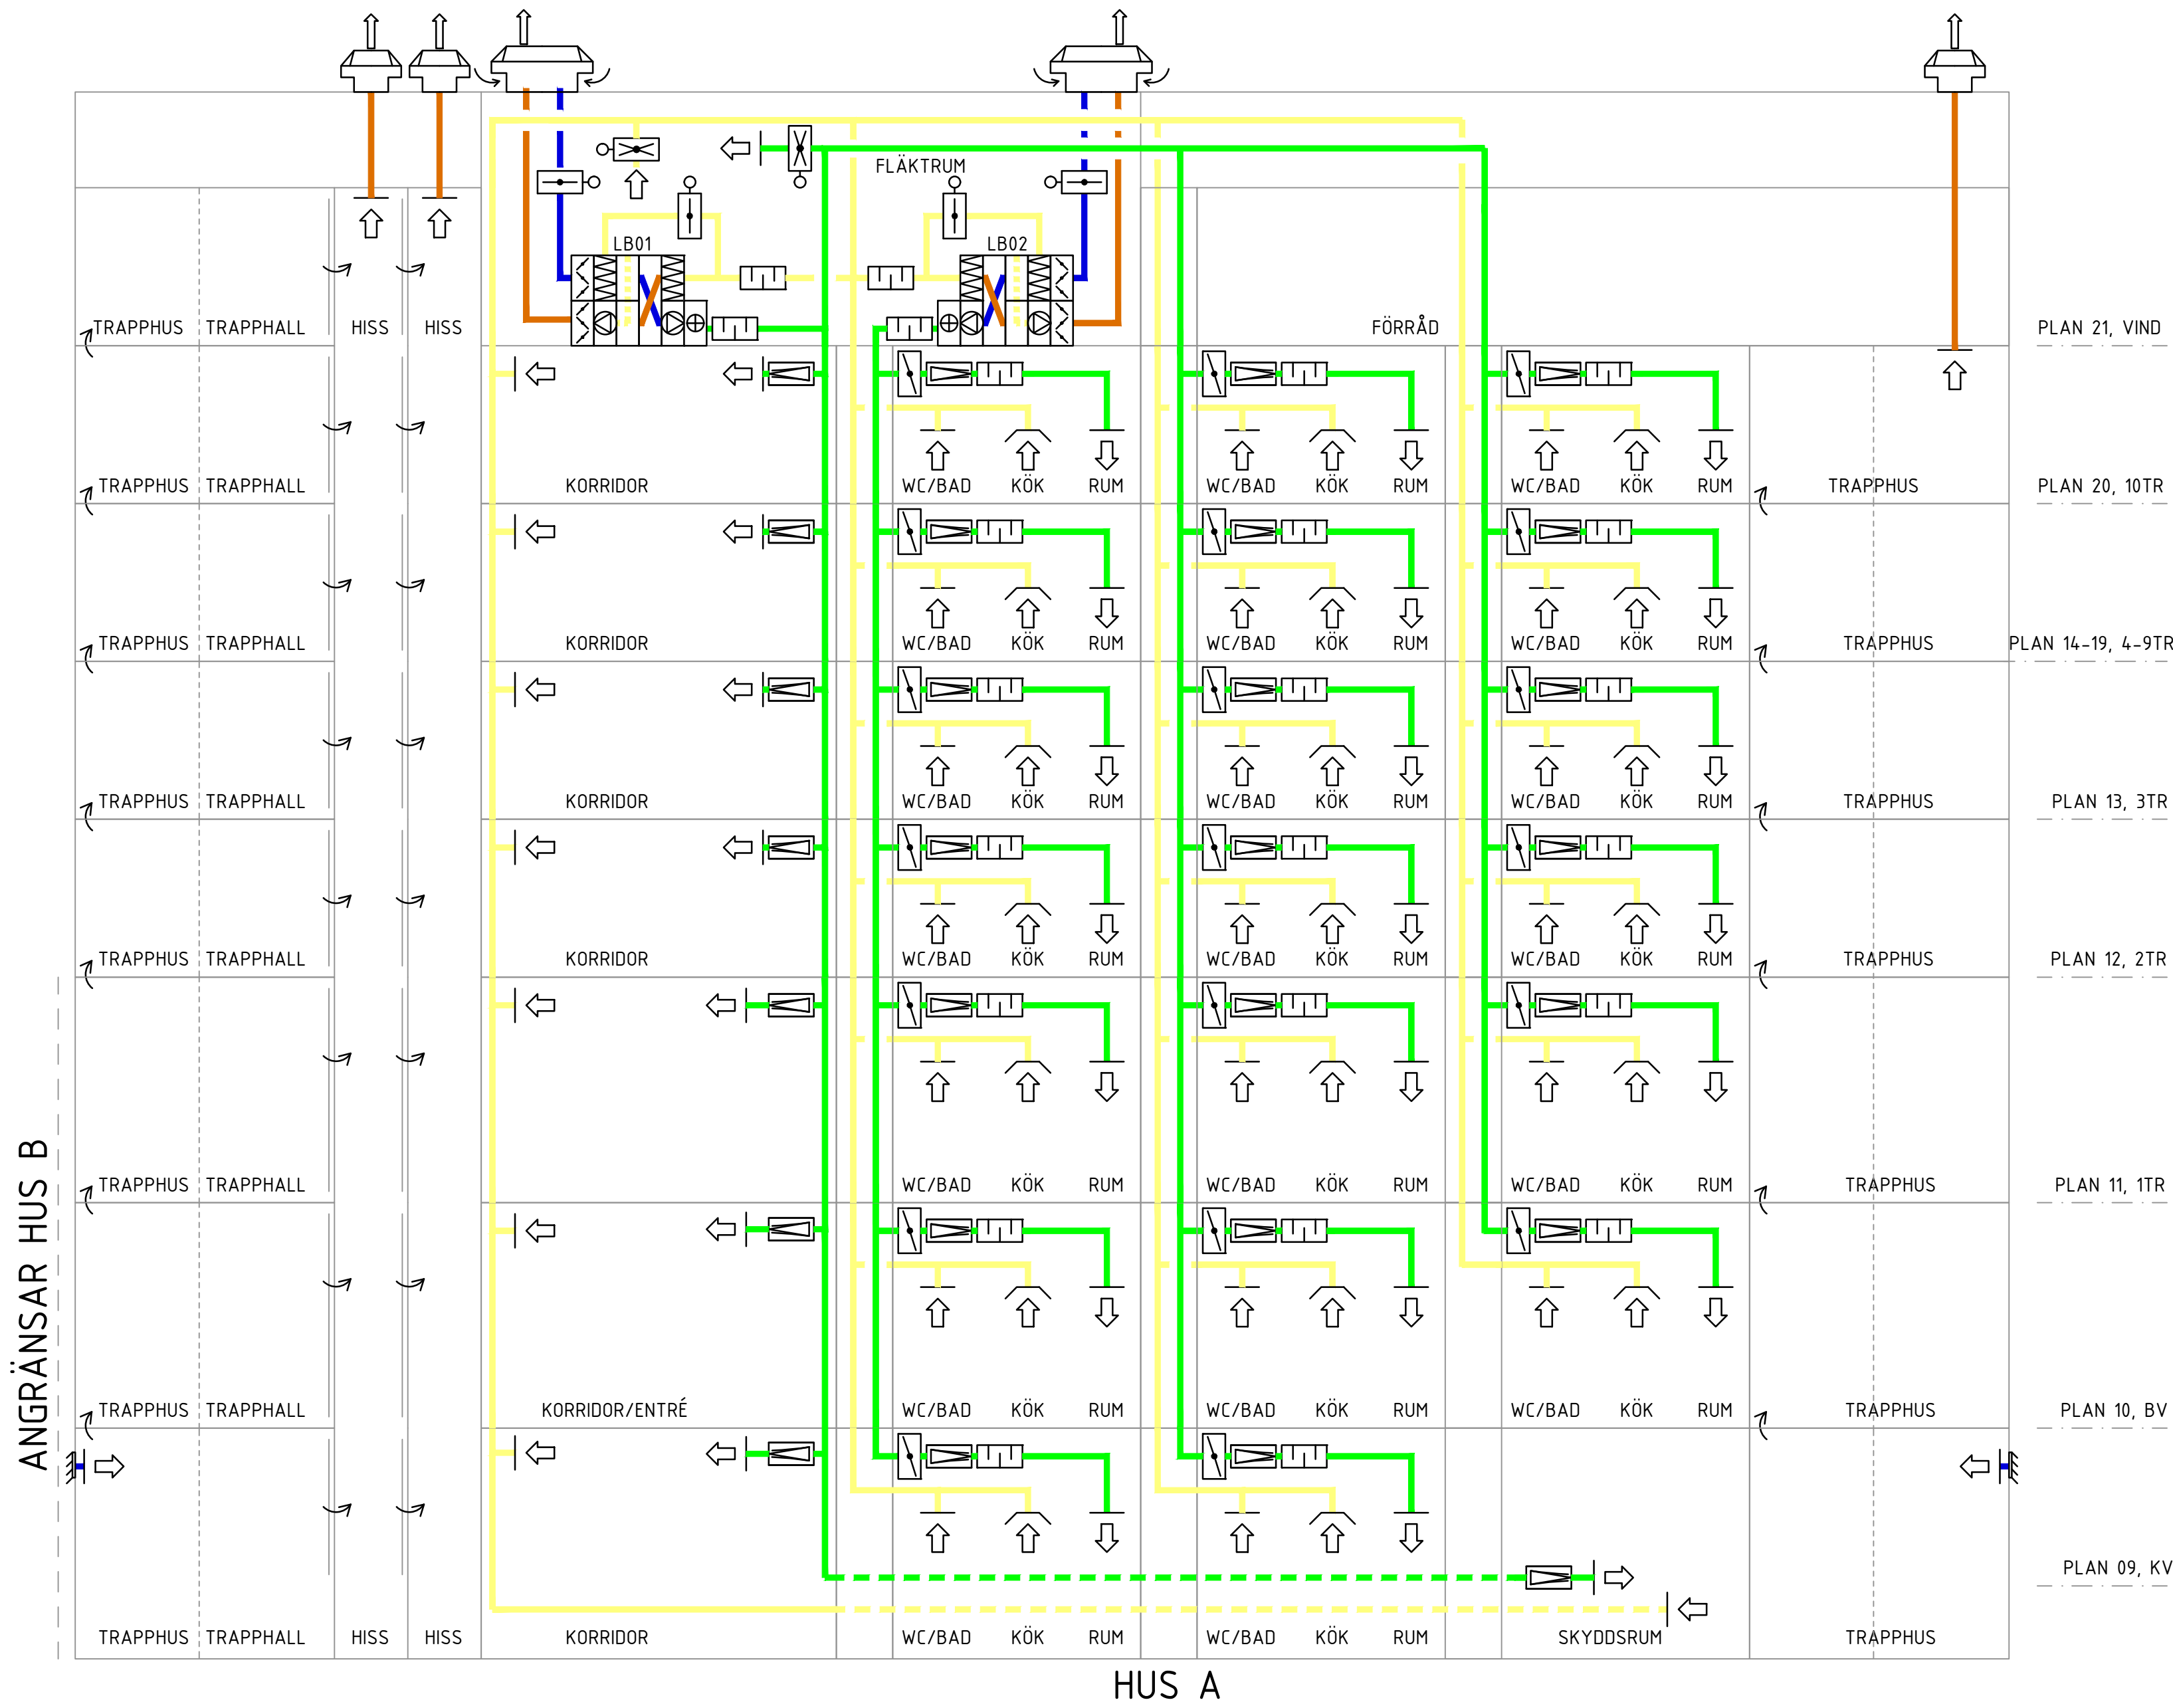 FLÄKTRUM
LB01 LB02
TRAPPHUS TRAPPHALL HISS HISS FÖRRÅD PLAN 21, VIND
TRAPPHUS TRAPPHALL KORRIDOR WC/BAD KÖK RUM WC/BAD KÖK RUM WC/BAD KÖK RUM TRAPPHUS PLAN 20, 10TR
TRAPPHUS TRAPPHALL KORRIDOR WC/BAD KÖK RUM WC/BAD KÖK RUM WC/BAD KÖK RUM TRAPPHUS PLAN 14-19, 4-9TR
TRAPPHUS TRAPPHALL KORRIDOR WC/BAD KÖK RUM WC/BAD KÖK RUM WC/BAD KÖK RUM TRAPPHUS PLAN 13, 3TR
TRAPPHUS TRAPPHALL KORRIDOR WC/BAD KÖK RUM WC/BAD KÖK RUM WC/BAD KÖK RUM TRAPPHUS PLAN 12, 2TR
TRAPPHUS TRAPPHALL WC/BAD KÖK RUM WC/BAD KÖK RUM WC/BAD KÖK RUM TRAPPHUS PLAN 11, 1TR
TRAPPHUS TRAPPHALL KORRIDOR/ENTRÉ WC/BAD KÖK RUM WC/BAD KÖK RUM WC/BAD KÖK RUM TRAPPHUS PLAN 10, BV
PLAN 09, KV
TRAPPHUS TRAPPHALL HISS HISS KORRIDOR WC/BAD KÖK RUM WC/BAD KÖK RUM SKYDDSRUM TRAPPHUS
ANGRÄNSAR HUS B
HUS A